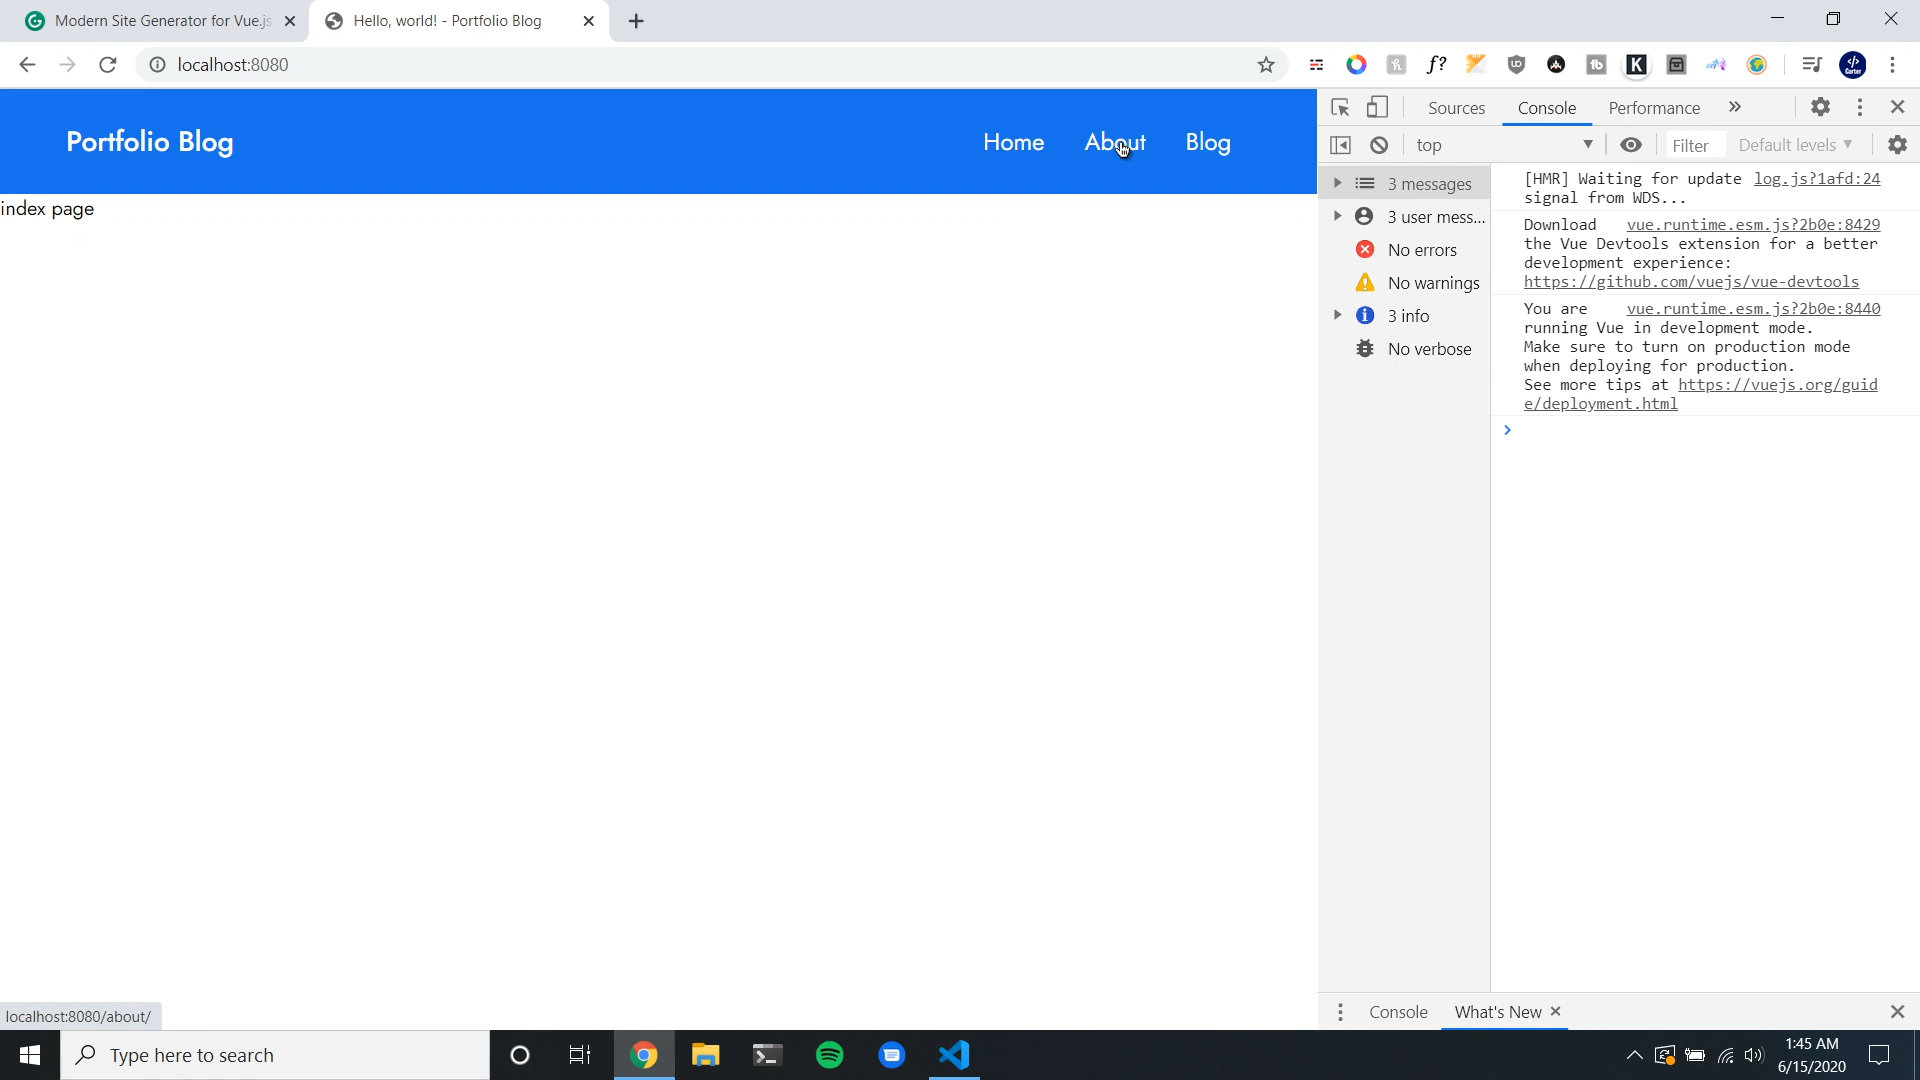 Modern Site Generator for Vue.js
Hello, world! - Portfolio Blog
localhost:8080
Portfolio Blog
Home About Blog
index page
Sources Console Performance
top Filter Default levels
3 messages
3 user mess...
No errors
No warnings
3 info
No verbose
[HMR] Waiting for update log.js?1afd:24
signal from WDS...
Download vue.runtime.esm.js?2b0e:8429
the Vue Devtools extension for a better
development experience:
https://github.com/vuejs/vue-devtools
You are vue.runtime.esm.js?2b0e:8440
running Vue in development mode.
Make sure to turn on production mode
when deploying for production.
See more tips at https://vuejs.org/guid
e/deployment.html
Console What's New
localhost:8080/about/
Type here to search
1:45 AM
6/15/2020